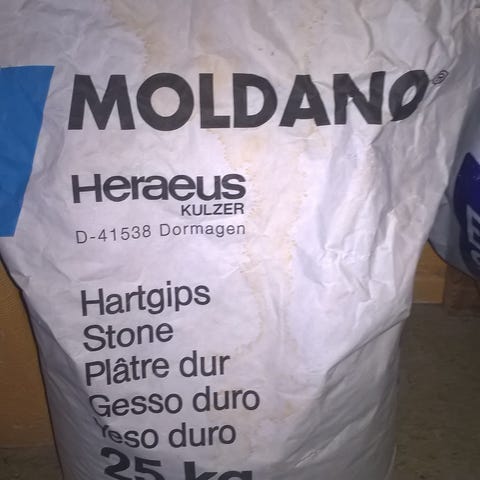 MOLDANO®
Heraeus
KULZER
D-41538 Dormagen
Hartgips
Stone
Plâtre dur
Gesso duro
Yeso duro
25 kg